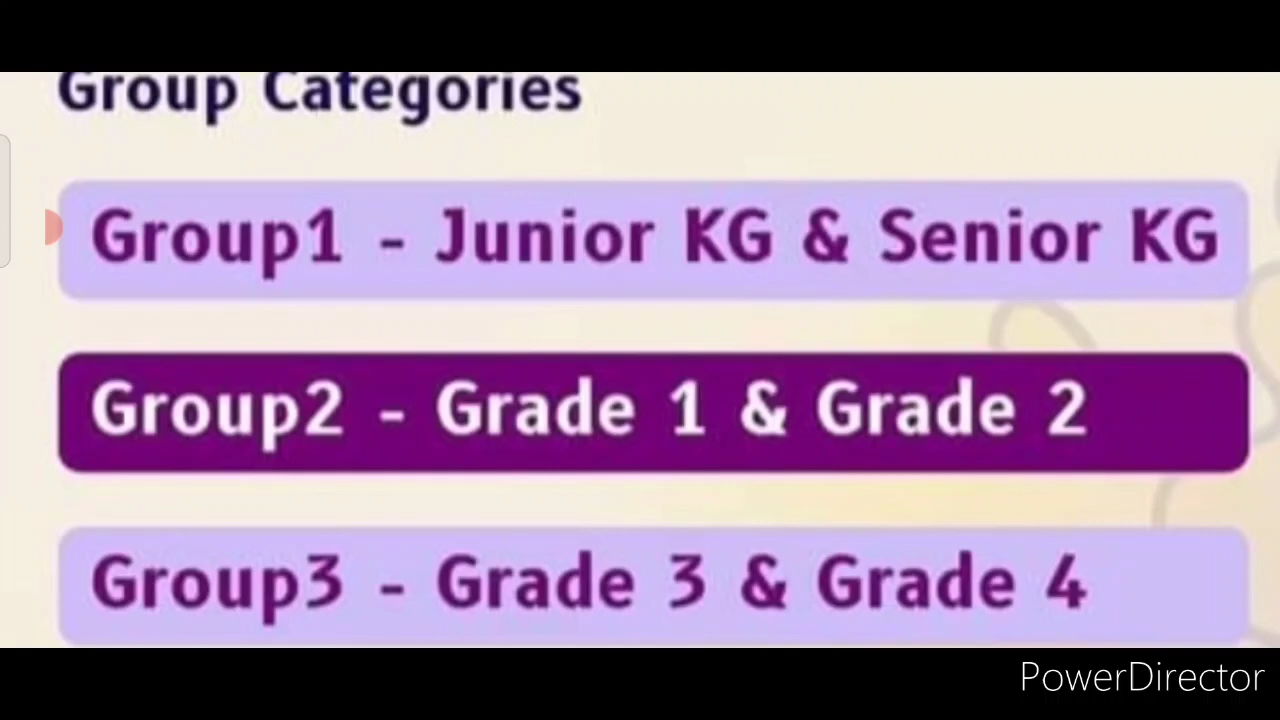 Group Categories
Group1 - Junior KG & Senior KG
Group2 - Grade 1 & Grade 2
Group3 - Grade 3 & Grade 4
PowerDirector